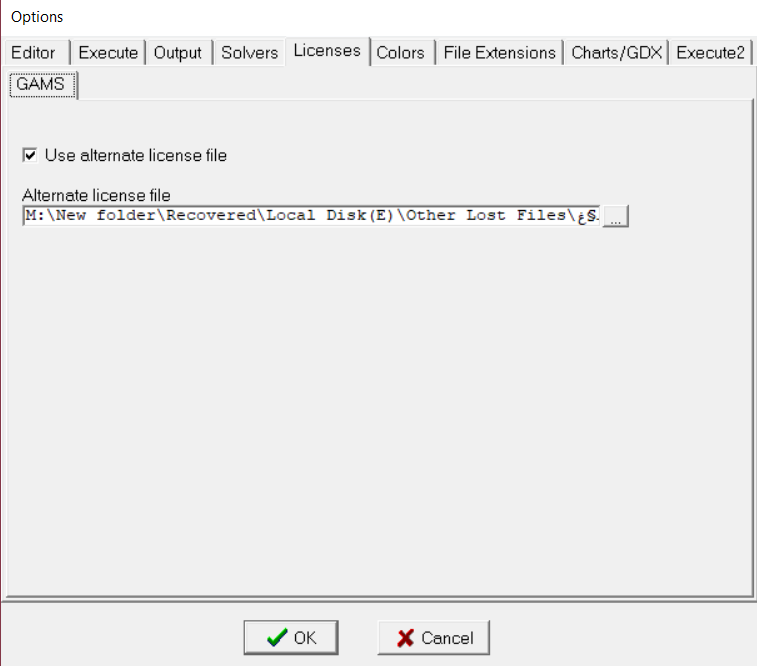 Options
Editor Execute Output Solvers Licenses Colors File Extensions Charts/GDX Execute2
GAMS
Use alternate license file
Alternate license file
M:\New folder\Recovered\Local Disk(E)\Other Lost Files\
...
OK Cancel